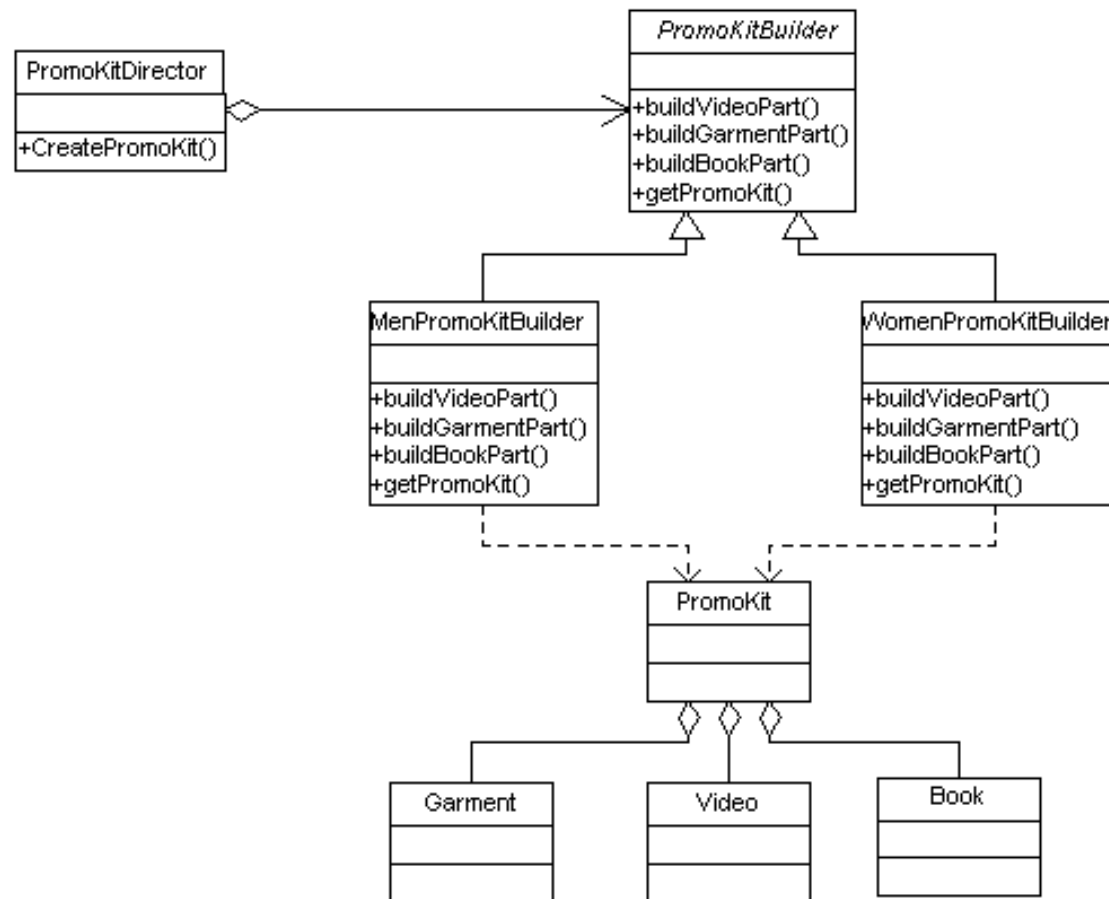 PromoKitBuilder
PromoKitDirector
+CreatePromoKit()
+buildVideoPart()
+buildGarmentPart()
+buildBookPart()
+getPromoKit()
MenPromoKitBuilder
+buildVideoPart()
+buildGarmentPart()
+buildBookPart()
+getPromoKit()
WomenPromoKitBuilder
+buildVideoPart()
+buildGarmentPart()
+buildBookPart()
+getPromoKit()
PromoKit
Garment
Video
Book